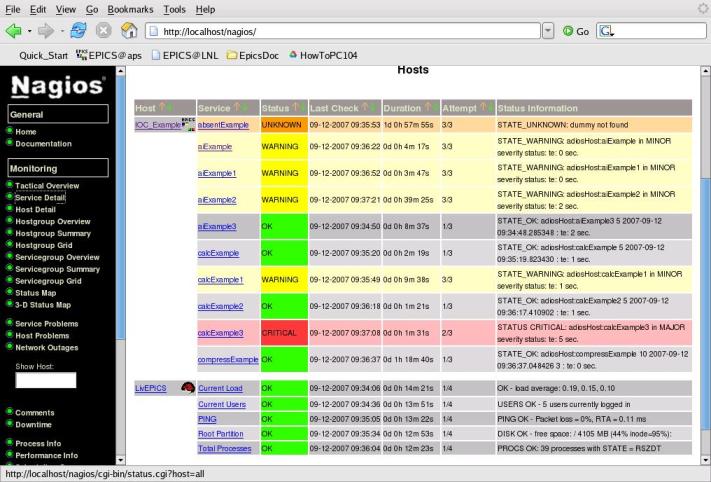 File Edit View Go Bookmarks Tools Help
http://localhost/nagios/ Go G
Quick_Start EPICS@aps EPICS@LNL EpicsDoc HowToPC104
Nagios®
General
Home
Documentation
Monitoring
Tactical Overview
Service Detail
Host Detail
Hostgroup Overview
Hostgroup Summary
Hostgroup Grid
Servicegroup Overview
Servicegroup Summary
Servicegroup Grid
Status Map
3-D Status Map
Service Problems
Host Problems
Network Outages
Show Host:
Comments
Downtime
Process Info
Performance Info
Hosts
Host Service Status Last Check Duration Attempt Status Information
IOC_Example absentExample UNKNOWN 09-12-2007 09:35:53 1d 0h 57m 55s 3/3 STATE_UNKNOWN: dummy not found
aiExample WARNING 09-12-2007 09:36:22 0d 0h 4m 17s 3/3 STATE_WARNING: adiosHost:aiExample in MINOR
severity status: te: 0 sec.
aiExample1 WARNING 09-12-2007 09:36:52 0d 0h 3m 47s 3/3 STATE_WARNING: adiosHost:aiExample1 in MINOR
severity status: te: 0 sec.
aiExample2 WARNING 09-12-2007 09:37:21 0d 0h 39m 25s 3/3 STATE_WARNING: adiosHost:aiExample2 in MINOR
severity status: te: 2 sec.
aiExample3 OK 09-12-2007 09:34:50 0d 0h 8m 37s 1/3 STATE_OK: adiosHost:aiExample3 5 2007-09-12
09:34:48.285348 : te: 2 sec.
calcExample OK 09-12-2007 09:35:20 0d 0h 2m 19s 1/3 STATE_OK: adiosHost:calcExample 5 2007-09-12
09:35:19.823430 : te: 1 sec.
calcExample1 WARNING 09-12-2007 09:35:49 0d 0h 9m 38s 3/3 STATE_WARNING: adiosHost:calcExample1 in MINOR
severity status: te: 1 sec.
calcExample2 OK 09-12-2007 09:36:18 0d 0h 1m 21s 1/3 STATE_OK: adiosHost:calcExample2 5 2007-09-12
09:36:17.410902 : te: 1 sec.
calcExample3 CRITICAL 09-12-2007 09:37:08 0d 0h 1m 31s 2/3 STATUS CRITICAL: adiosHost:calcExample3 in MAJOR
severity status: te: 5 sec.
compressExample OK 09-12-2007 09:36:37 0d 1h 18m 40s 1/3 STATE_OK: adiosHost:compressExample 10 2007-09-12
09:36:37.048426 3 : te: 0 sec.
LivEPICS Current Load OK 09-12-2007 09:34:06 0d 0h 14m 21s 1/4 OK - load average: 0.19, 0.15, 0.10
Current Users OK 09-12-2007 09:34:36 0d 0h 13m 51s 1/4 USERS OK - 5 users currently logged in
PING OK 09-12-2007 09:35:05 0d 0h 13m 22s 1/4 PING OK - Packet loss = 0%, RTA = 0.11 ms
Root Partition OK 09-12-2007 09:35:34 0d 0h 12m 53s 1/4 DISK OK - free space: / 4105 MB (44% inode=95%):
Total Processes OK 09-12-2007 09:36:04 0d 0h 12m 23s 1/4 PROCS OK: 39 processes with STATE = RSZDT
http://localhost/nagios/cgi-bin/status.cgi?host=all